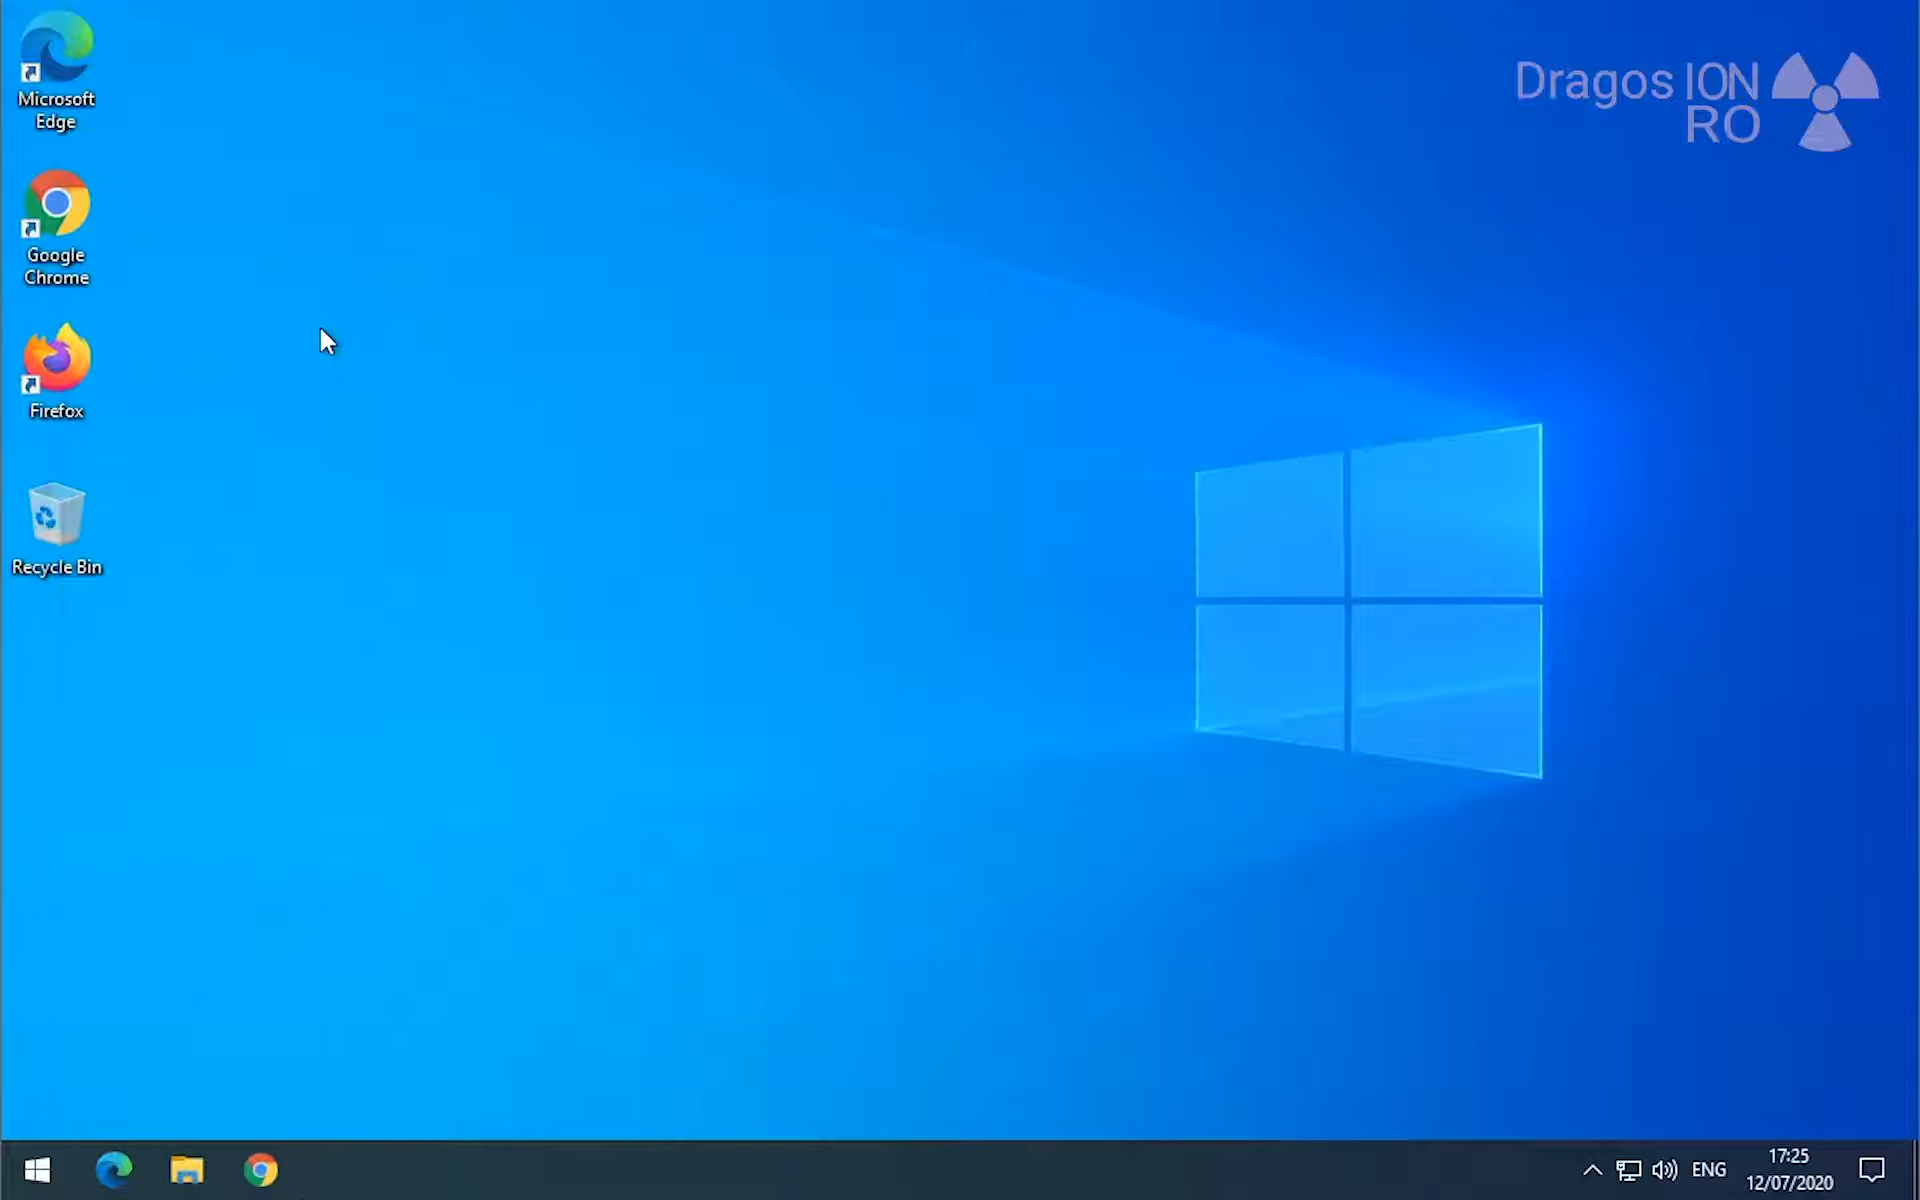 Microsoft
Edge
Google
Chrome
Firefox
Recycle Bin
Dragos ION
RO
ENG
17:25
12/07/2020